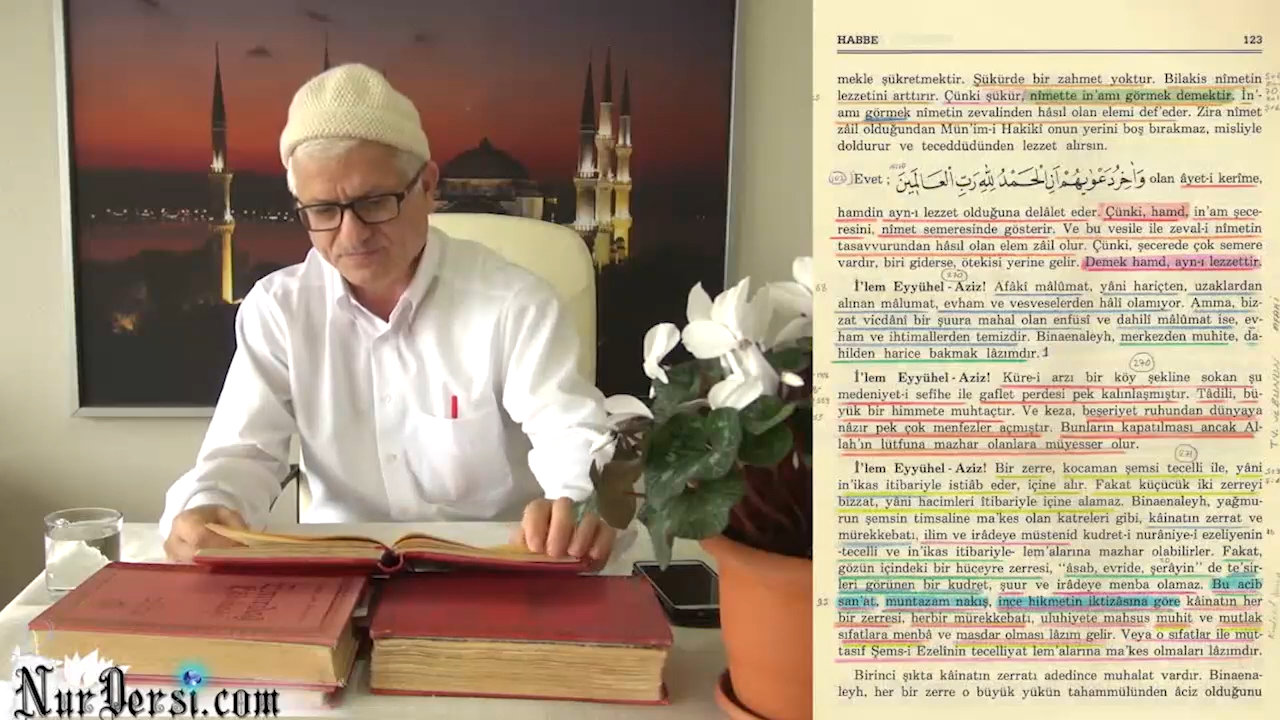 HABBE
123
mekle şükretmektir. Şükürde bir zahmet yoktur. Bilakis nîmetin
lezzetini arttırır. Çünki şükür, nîmette in'amı görmek demektir. İn'-
amı görmek nîmetin zevalinden hâsıl olan elemi def'eder. Zira nîmet
zâil olduğundan Mün'im-i Hakikî onun yerini boş bırakmaz, misliyle
doldurur ve teceddüdünden lezzet alırsın.
Evet : وَاٰخِرُ دَعْوٰيهُمْ اَنِ الْحَمْدُ لِلّٰهِ رَبِّ الْعَالَمِينَ olan âyet-i kerîme,
hamdin ayn-ı lezzet olduğuna delâlet eder. Çünki, hamd, in'am şece-
resini, nîmet semeresinde gösterir. Ve bu vesile ile zeval-i nîmetin
tasavvurundan hâsıl olan elem zâil olur. Çünki, şecerede çok semere
vardır, biri giderse, ötekisi yerine gelir. Demek hamd, ayn-ı lezzettir.
270
İ'lem Eyyühel - Aziz! Afâkî mâlûmat, yâni hariçten, uzaklardan
alınan mâlumat, evham ve vesveselerden hâlî olamıyor. Amma, biz-
zat vicdânî bir şuura mahal olan enfüsî ve dahilî mâlûmat ise, ev-
ham ve ihtimallerden temizdir. Binaenaleyh, merkezden muhite, da-
hilden harice bakmak lâzımdır.
270
İ'lem Eyyühel - Aziz! Küre-i arzı bir köy şekline sokan şu
medeniyet-i sefîhe ile gaflet perdesi pek kalınlaşmıştır. Tâdili, bü-
yük bir himmete muhtaçtır. Ve keza, beşeriyet ruhundan dünyaya
nâzır pek çok menfezler açmıştır. Bunların kapatılması ancak Al-
lah'ın lütfuna mazhar olanlara müyesser olur.
271
İ'lem Eyyühel - Aziz! Bir zerre, kocaman şemsi tecelli ile, yâni
in'ikas itibariyle istiâb eder, içine alır. Fakat küçücük iki zerreyi
bizzat, yâni hacimleri îtibariyle içine alamaz. Binaenaleyh, yağmu-
run şemsin timsaline ma'kes olan katreleri gibi, kâinatın zerrat ve
mürekkebatı, ilim ve irâdeye müstenid kudret-i nurâniye-i ezeliyenin
-tecelli ve in'ikas itibariyle- lem'alarına mazhar olabilirler. Fakat,
gözün içindeki bir hüceyre zerresi, "âsab, evride, şerâyin" de te'sir-
leri görünen bir kudret, şuur ve irâdeye menba olamaz. Bu acîb
san'at, muntazam nakış, ince hikmetin iktizâsına göre kâinatın her
bir zerresi, herbir mürekkebatı, uluhiyete mahsus muhit ve mutlak
sıfatlara menbâ ve masdar olması lâzım gelir. Veya o sıfatlar ile mut-
tasıf Şems-i Ezelînin tecelliyat lem'alarına ma'kes olmaları lâzımdır.
Birinci şıkta kâinatın zerratı adedince muhalat vardır. Binaena-
leyh, her bir zerre o büyük yükün tahammülünden âciz olduğunu
NurDersi.com